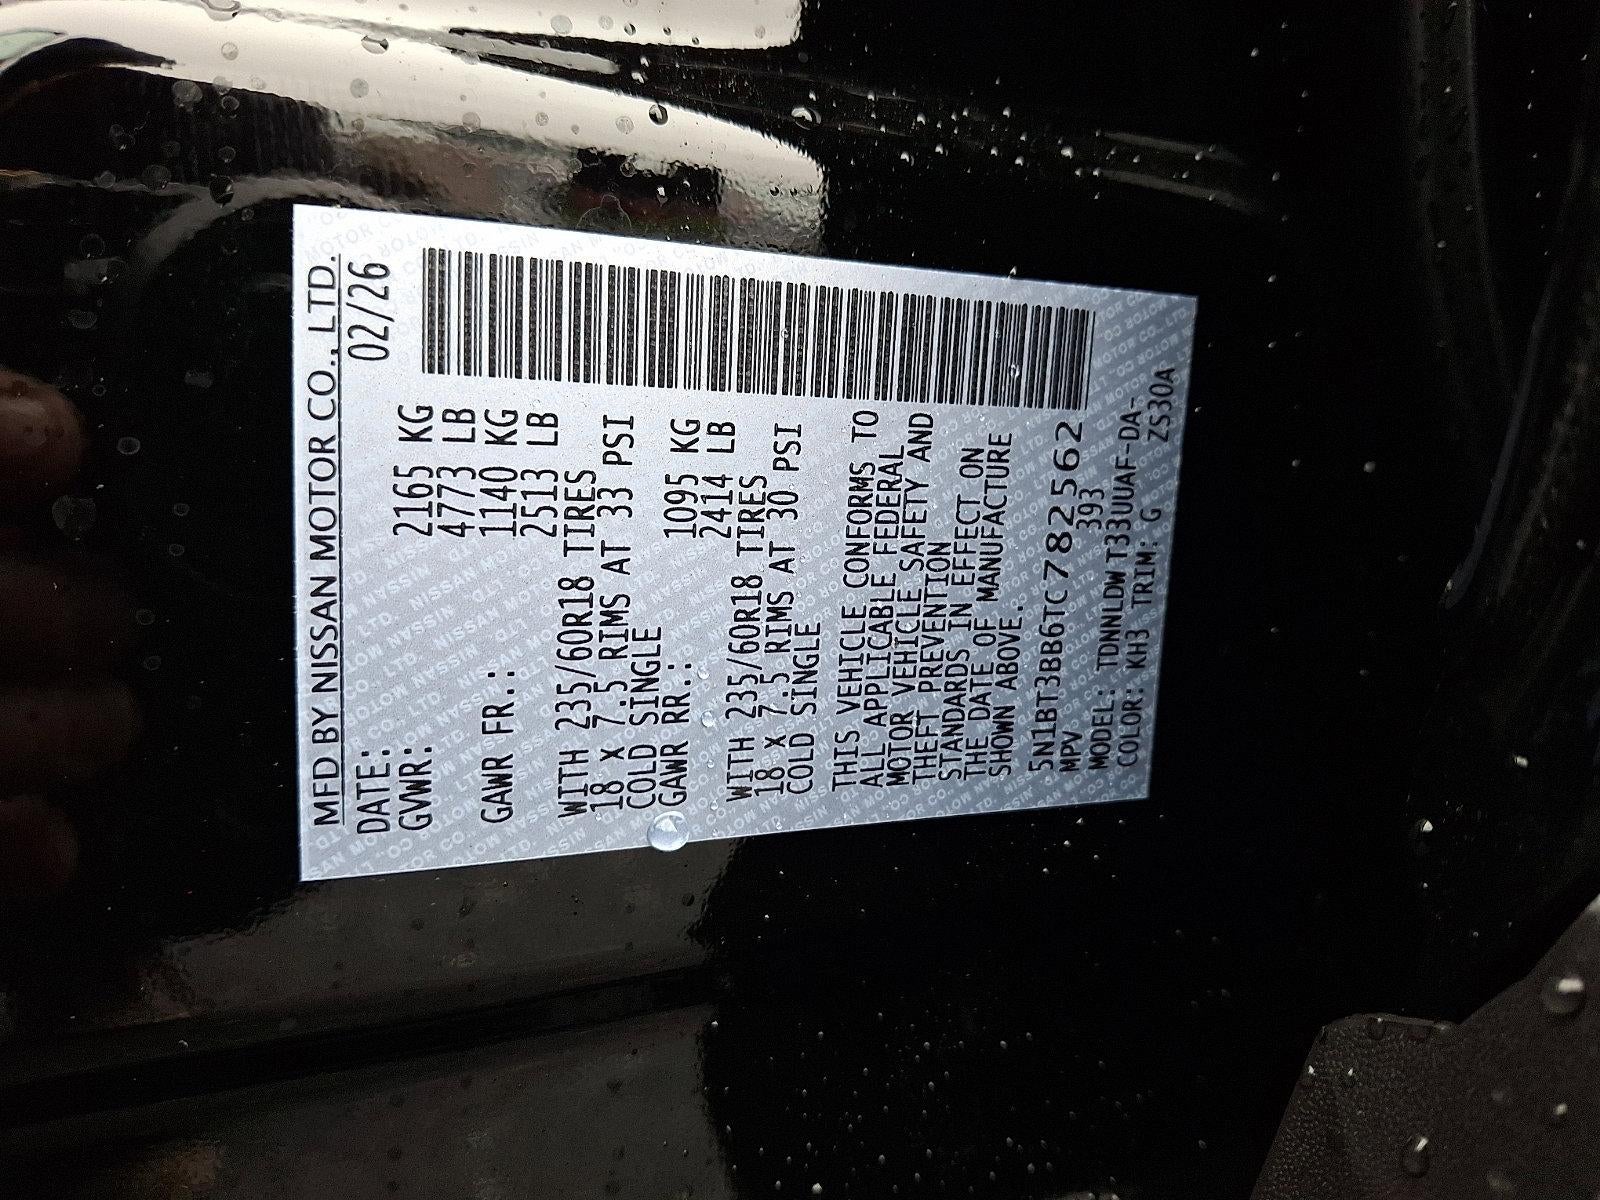 MFD BY NISSAN MOTOR CO., LTD.
DATE: 02/26
GVWR: 2165 KG
4773 LB
GAWR FR.: 1140 KG
2513 LB
WITH 235/60R18 TIRES
18 X 7.5 RIMS AT 33 PSI
COLD SINGLE
GAWR RR.: 1095 KG
2414 LB
WITH 235/60R18 TIRES
18 X 7.5 RIMS AT 30 PSI
COLD SINGLE
THIS VEHICLE CONFORMS TO
ALL APPLICABLE FEDERAL
MOTOR VEHICLE SAFETY AND
THEFT PREVENTION
STANDARDS IN EFFECT ON
THE DATE OF MANUFACTURE
SHOWN ABOVE.
5N1BT3BB6TC782562
MPV 393
MODEL: TDNNLDW T33UUAF-DA-
COLOR: KH3 TRIM: G ZS30A